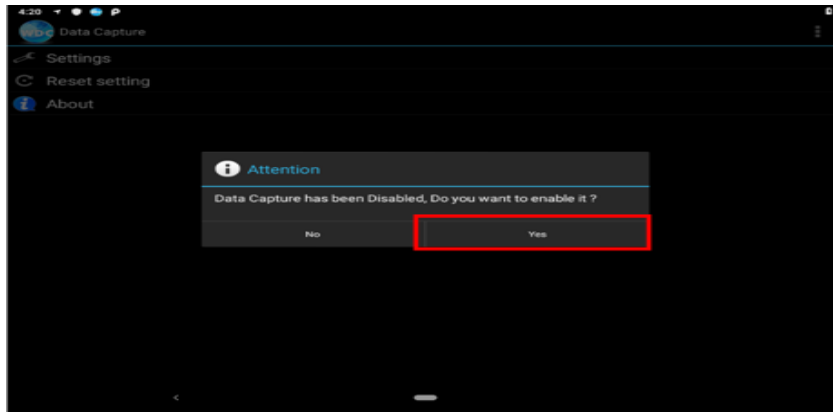 4:20
wbc Data Capture
Settings
Reset setting
About
Attention
Data Capture has been Disabled, Do you want to enable it ?
No Yes